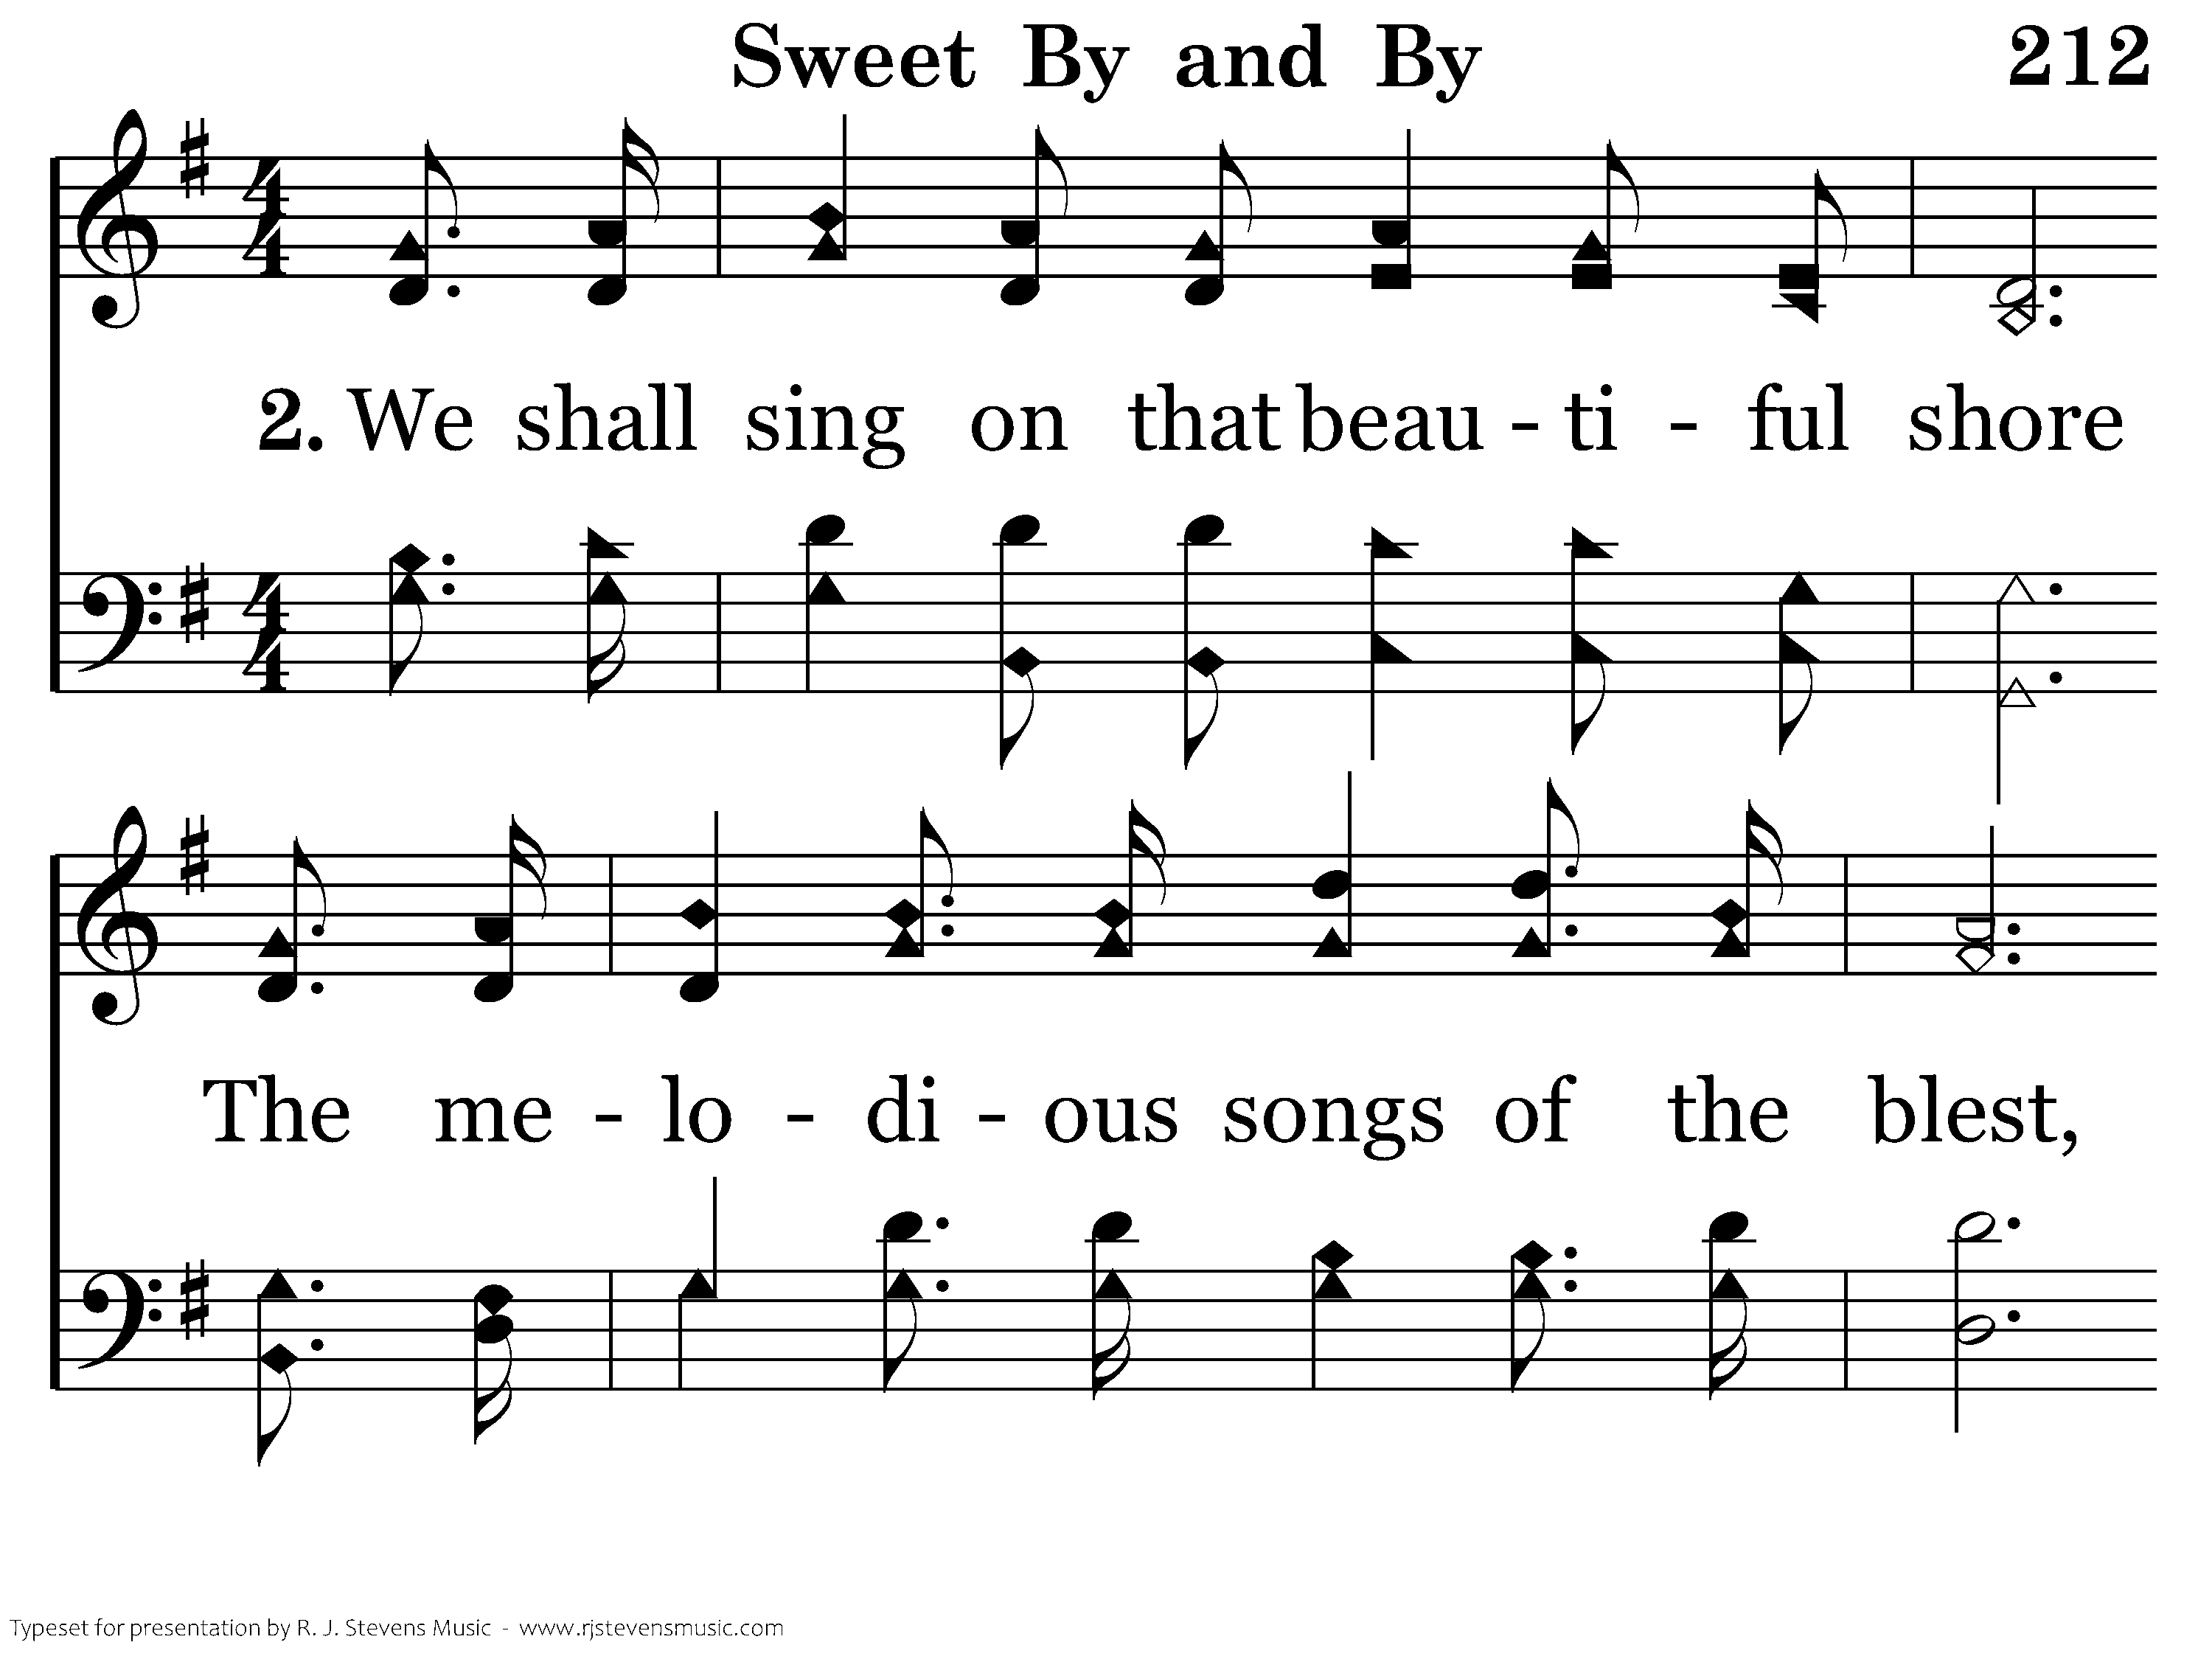 Sweet By and By 212
2. We shall sing on that beau - ti - ful shore
The me - lo - di - ous songs of the blest,
Typeset for presentation by R. J. Stevens Music - www.rjstevensmusic.com